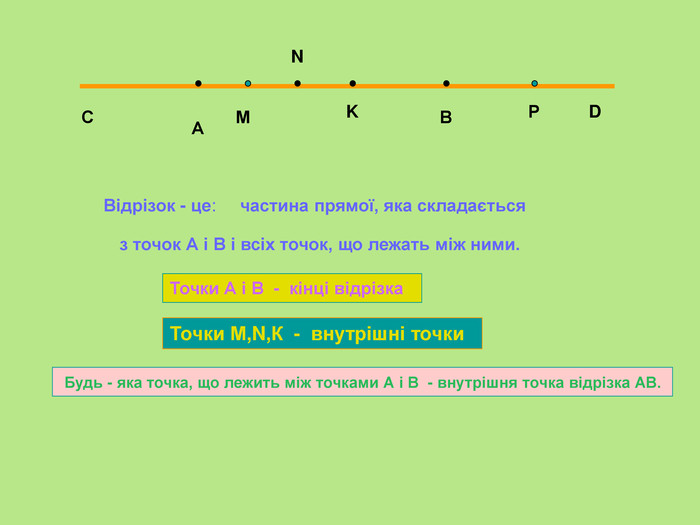 N
C A M K B P D
Відрізок - це: частина прямої, яка складається
з точок А і В і всіх точок, що лежать між ними.
Точки А і В - кінці відрізка
Точки M,N,К - внутрішні точки
Будь - яка точка, що лежить між точками А і В - внутрішня точка відрізка АВ.